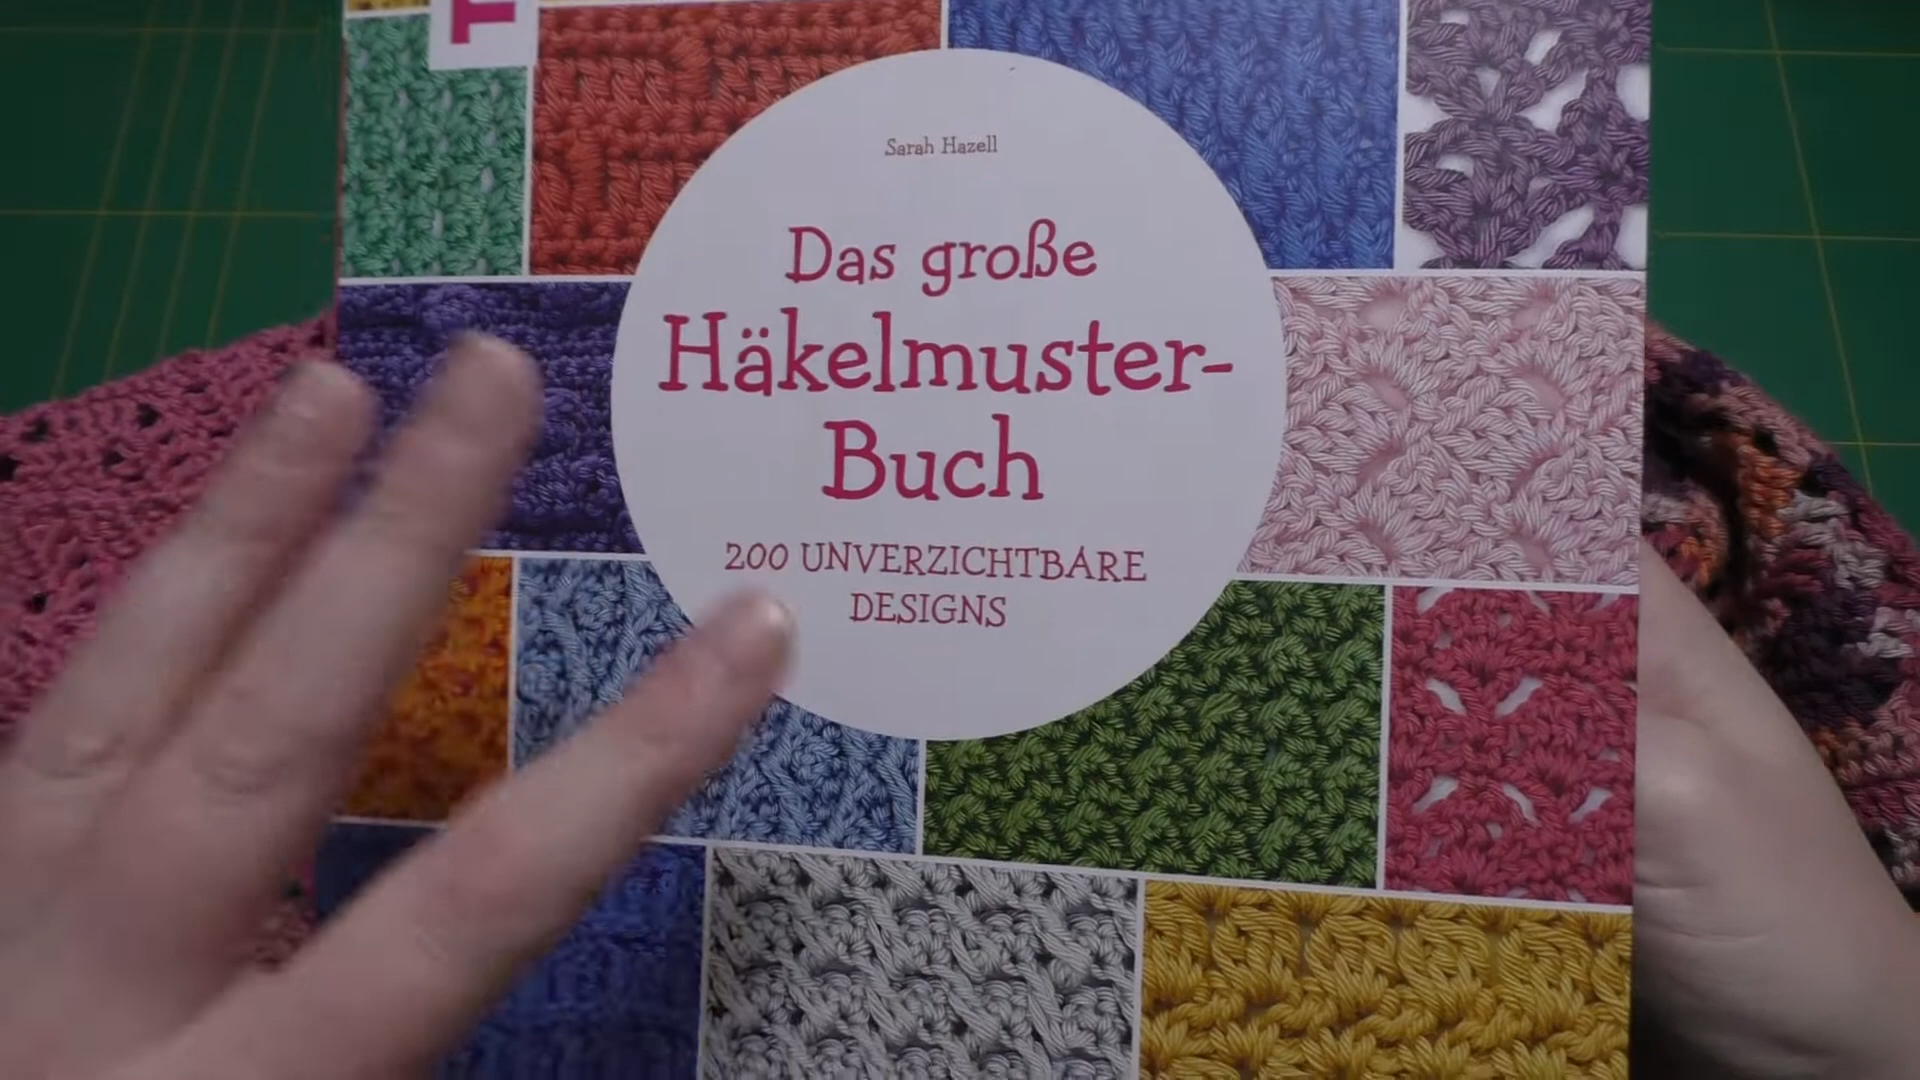 T
Sarah Hazell
Das große
Häkelmuster-
Buch
200 UNVERZICHTBARE
DESIGNS